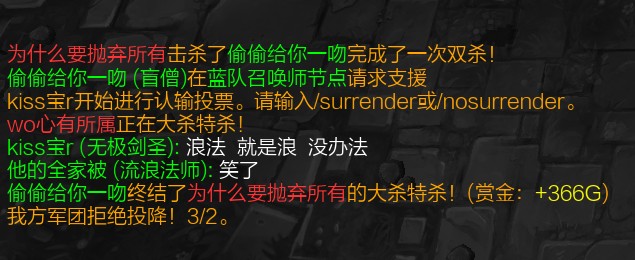 为什么要抛弃所有击杀了偷偷给你一吻完成了一次双杀！
偷偷给你一吻 (盲僧)在蓝队召唤师节点请求支援
kiss宝r开始进行认输投票。请输入/surrender或/nosurrender。
wo心有所属正在大杀特杀！
kiss宝r (无极剑圣): 浪法 就是浪 没办法
他的全家被 (流浪法师): 笑了
偷偷给你一吻终结了为什么要抛弃所有的大杀特杀！(赏金：+366G)
我方军团拒绝投降！3/2。